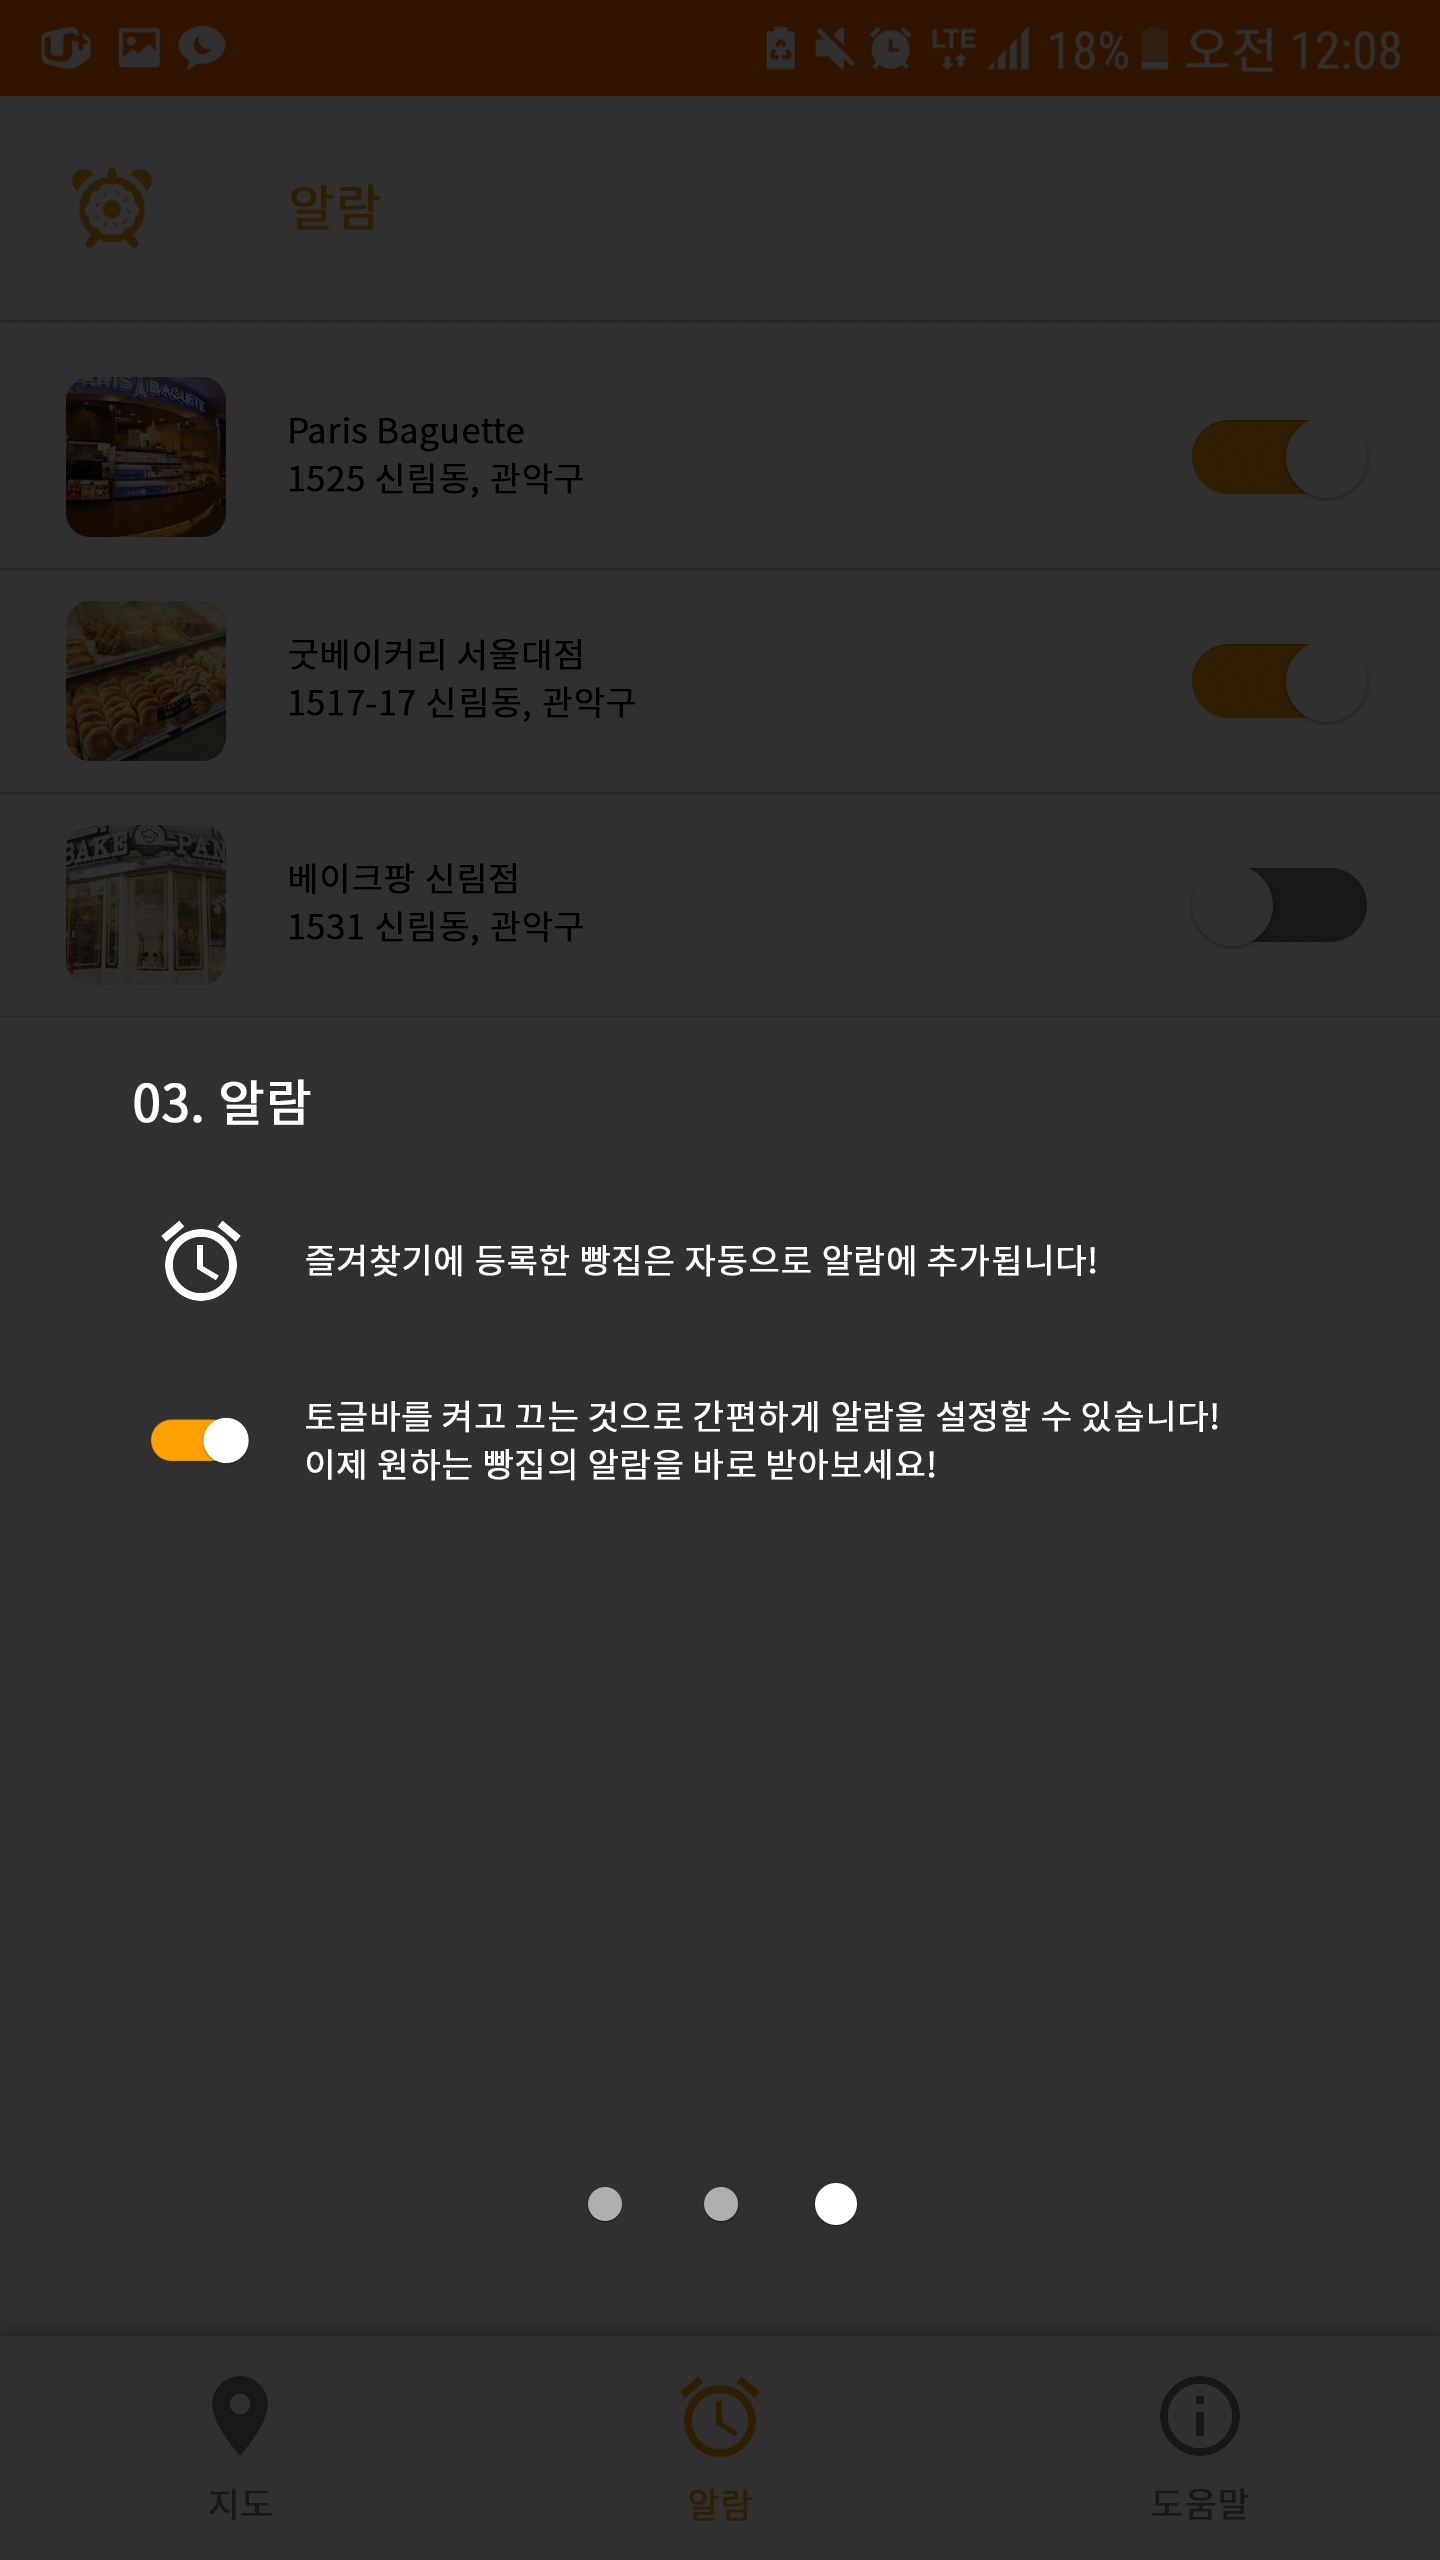 LTE 18% 오전 12:08
알람
PARIS BAGUETTE
Paris Baguette
1525 신림동, 관악구
굿베이커리 서울대점
1517-17 신림동, 관악구
BAKE PAN
베이크팡 신림점
1531 신림동, 관악구
03. 알람
즐겨찾기에 등록한 빵집은 자동으로 알람에 추가됩니다!
토글바를 켜고 끄는 것으로 간편하게 알람을 설정할 수 있습니다!
이제 원하는 빵집의 알람을 바로 받아보세요!
지도
알람
도움말